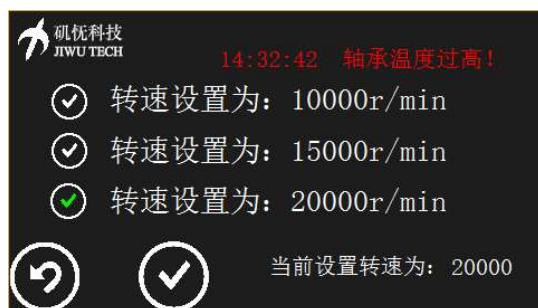 矶怃科技
JIWU TECH
14:32:42 轴承温度过高!
转速设置为: 10000r/min
转速设置为: 15000r/min
转速设置为: 20000r/min
当前设置转速为: 20000